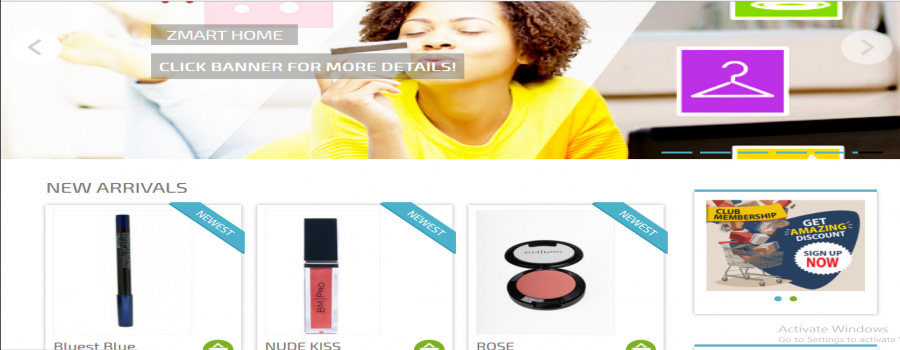 ZMART HOME
CLICK BANNER FOR MORE DETAILS!
NEW ARRIVALS
NEWEST
NEWEST
NEWEST
BM|PRO
CLUB
MEMBERSHIP
GET
AMAZING
DISCOUNT
SIGN UP
NOW
Bluest Blue
NUDE KISS
ROSE
Activate Windows
Go to Settings to activate